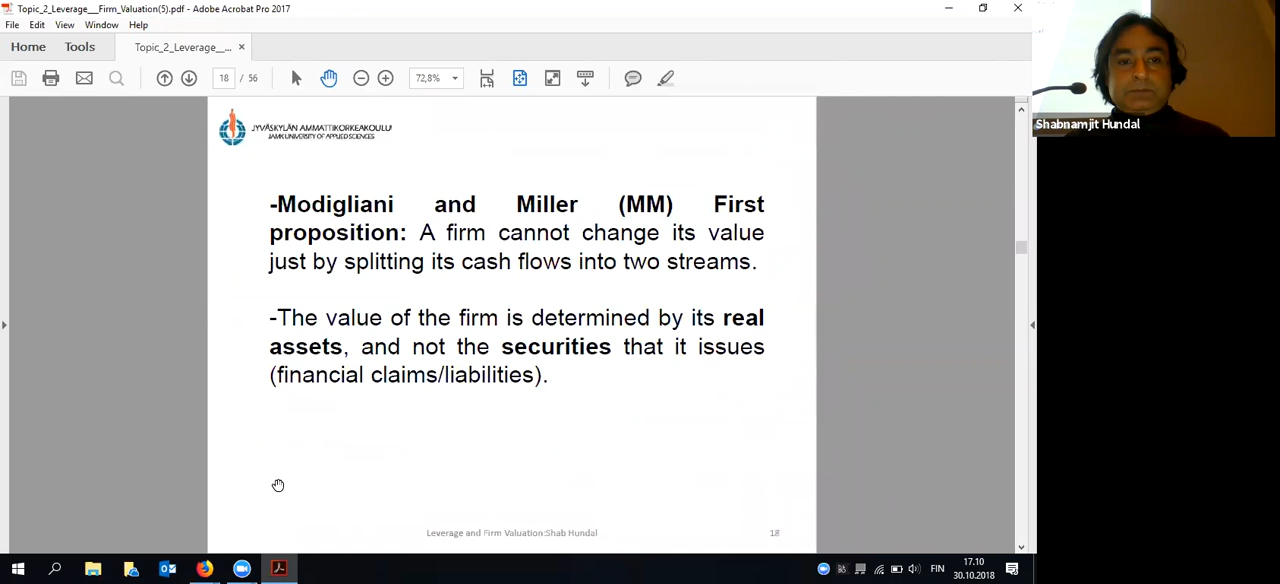 Topic_2_Leverage__Firm_Valuation(5).pdf - Adobe Acrobat Pro 2017
File Edit View Window Help
Home Tools Topic_2_Leverage__... ×
18 / 56 72,8%
Shabnamjit Hundal
JYVÄSKYLÄN AMMATTIKORKEAKOULU
JAMK UNIVERSITY OF APPLIED SCIENCES
-Modigliani and Miller (MM) First
proposition: A firm cannot change its value
just by splitting its cash flows into two streams.
-The value of the firm is determined by its real
assets, and not the securities that it issues
(financial claims/liabilities).
Leverage and Firm Valuation:Shab Hundal 18
FIN 17.10
30.10.2018